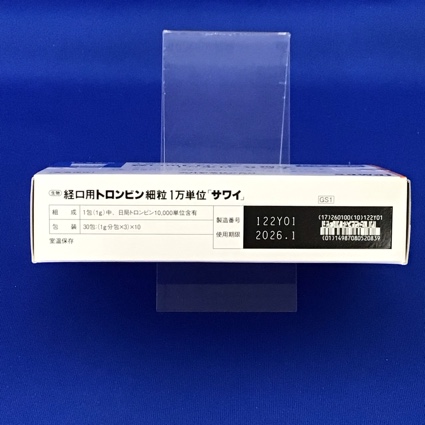 生物 経口用トロンビン細粒1万単位「サワイ」
GS1
組 成 1包(1g)中、日局トロンビン10,000単位含有
包 装 30包:(1g分包×3)×10
室温保存
製造番号 122Y01
使用期限 2026.1
(17)260100(10)122Y01
(01)14987080520839